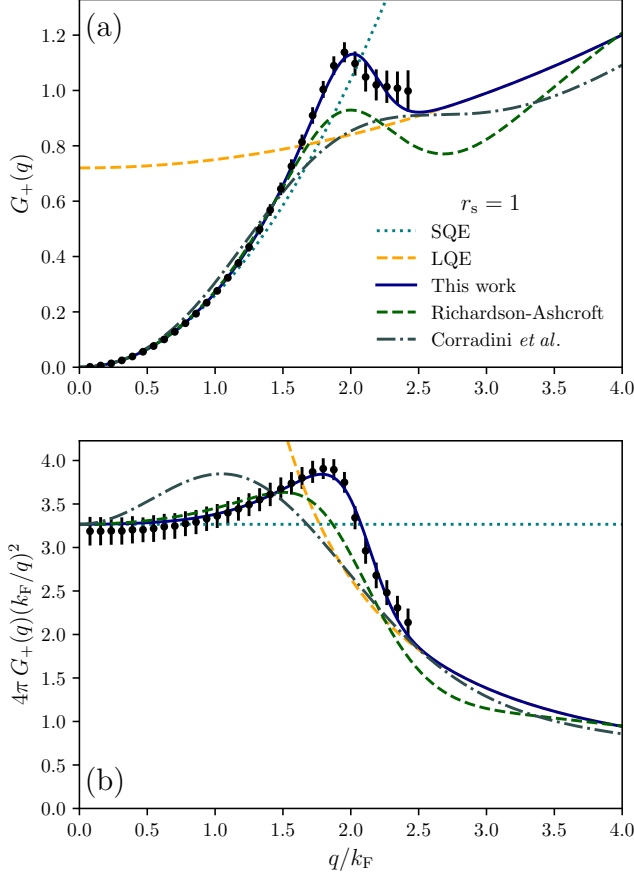 (a)
1.2
1.0
0.8
0.6
0.4
0.2
0.0
G₊(q)
rₛ = 1
SQE
LQE
This work
Richardson-Ashcroft
Corradini et al.
0.0 0.5 1.0 1.5 2.0 2.5 3.0 3.5 4.0
4.0
3.5
3.0
2.5
2.0
1.5
1.0
0.5
0.0
4π G₊(q)(k_F/q)²
(b)
0.0 0.5 1.0 1.5 2.0 2.5 3.0 3.5 4.0
q/k_F